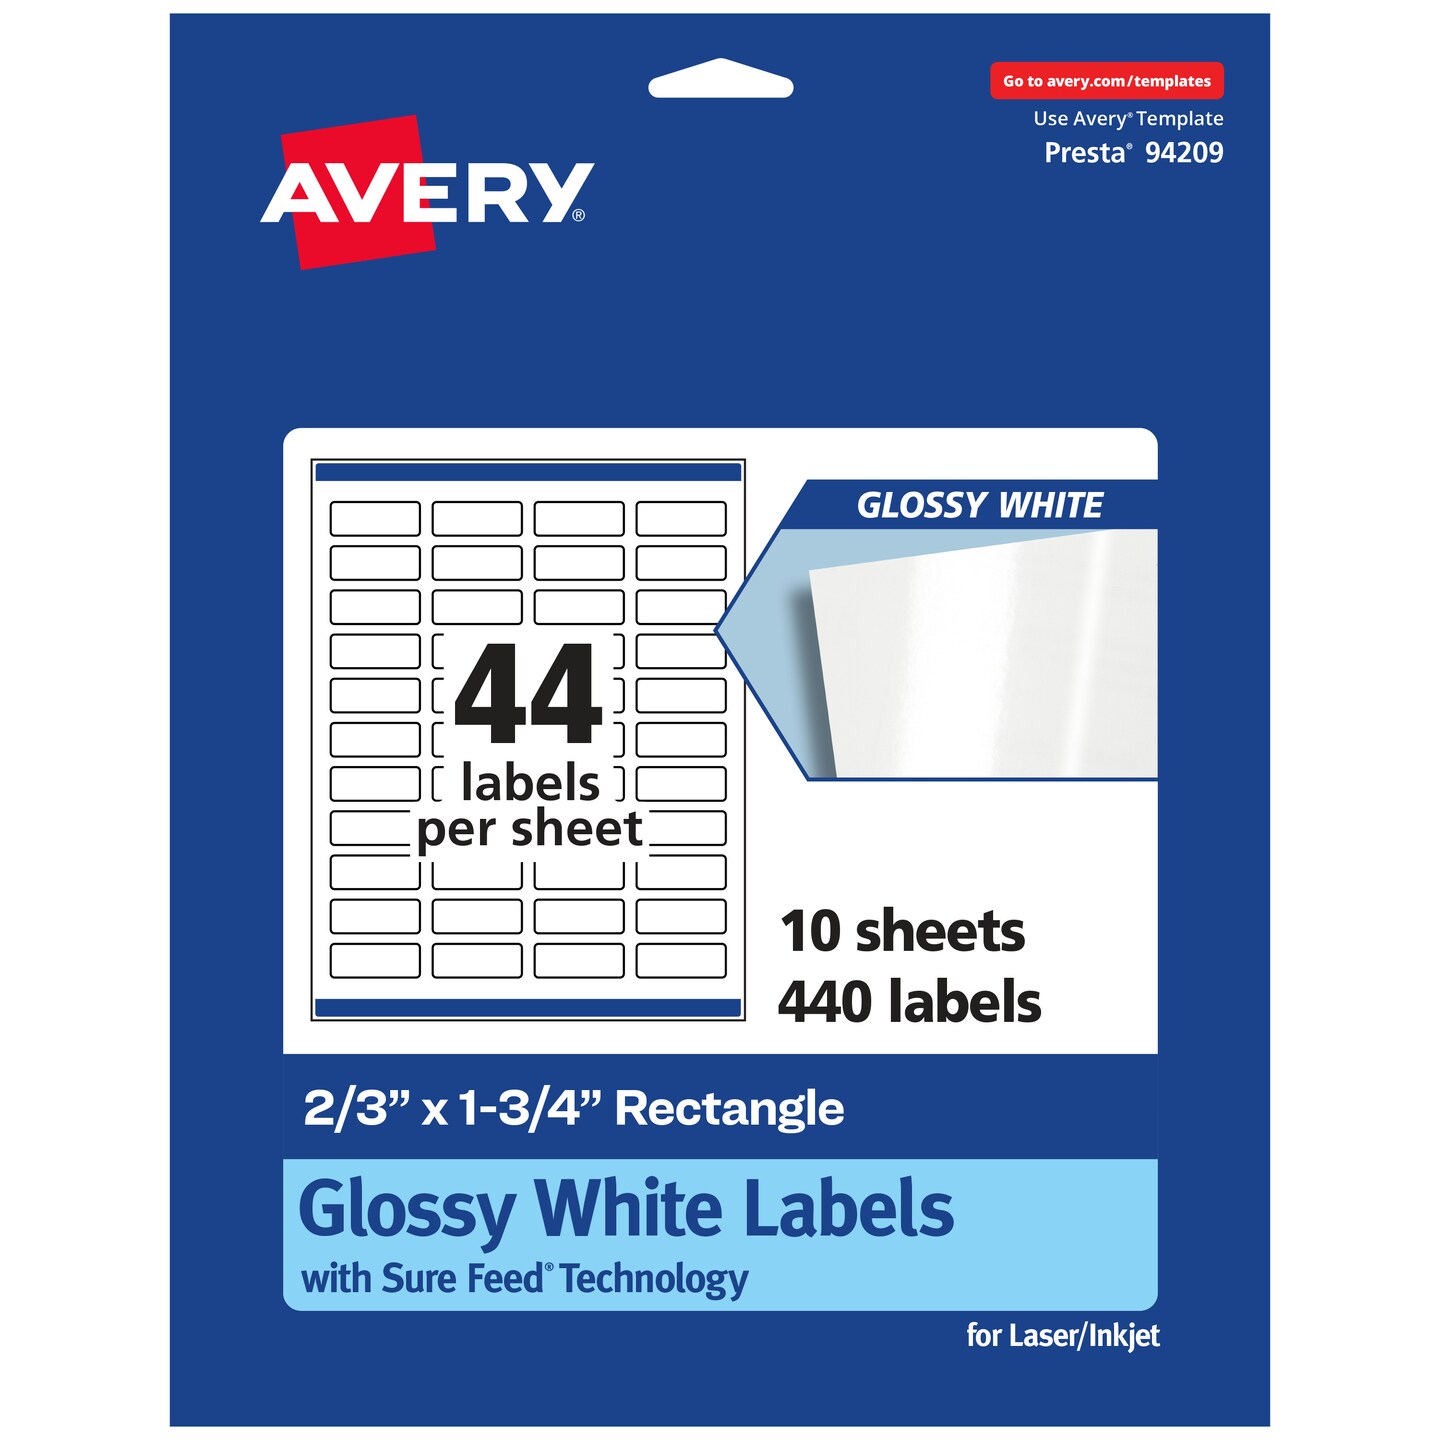 Go to avery.com/templates
Use Avery® Template
Presta® 94209
AVERY®
GLOSSY WHITE
44
labels
per sheet
10 sheets
440 labels
2/3” x 1-3/4” Rectangle
Glossy White Labels
with Sure Feed® Technology
for Laser/Inkjet